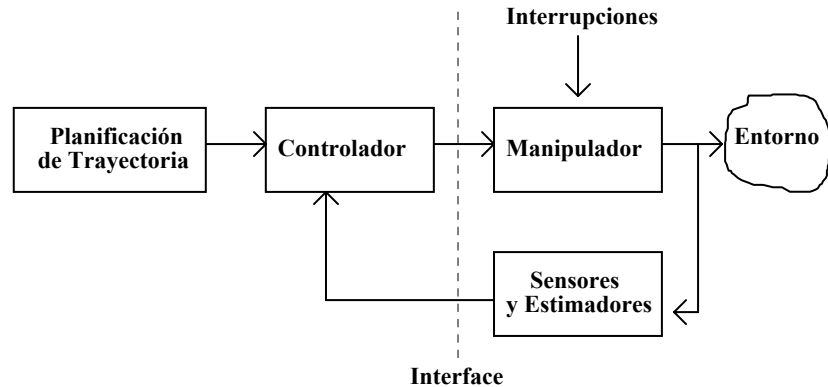 Interrupciones
Planificación
de Trayectoria
Controlador
Manipulador
Entorno
Sensores
y Estimadores
Interface